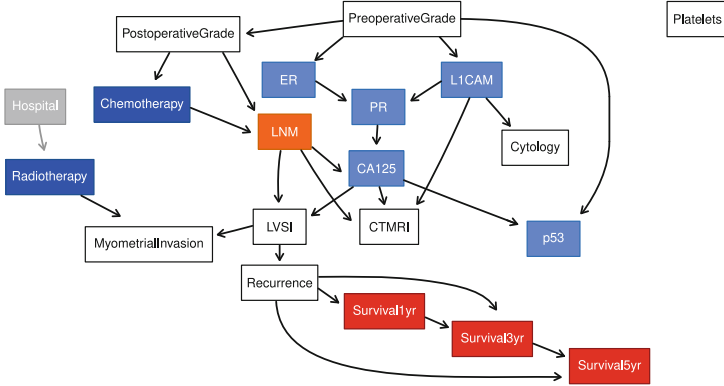 PreoperativeGrade
Platelets
PostoperativeGrade
ER
L1CAM
Hospital
Chemotherapy
PR
LNM
Cytology
Radiotherapy
CA125
LVSI
CTMRI
p53
MyometrialInvasion
Recurrence
Survival1yr
Survival3yr
Survival5yr